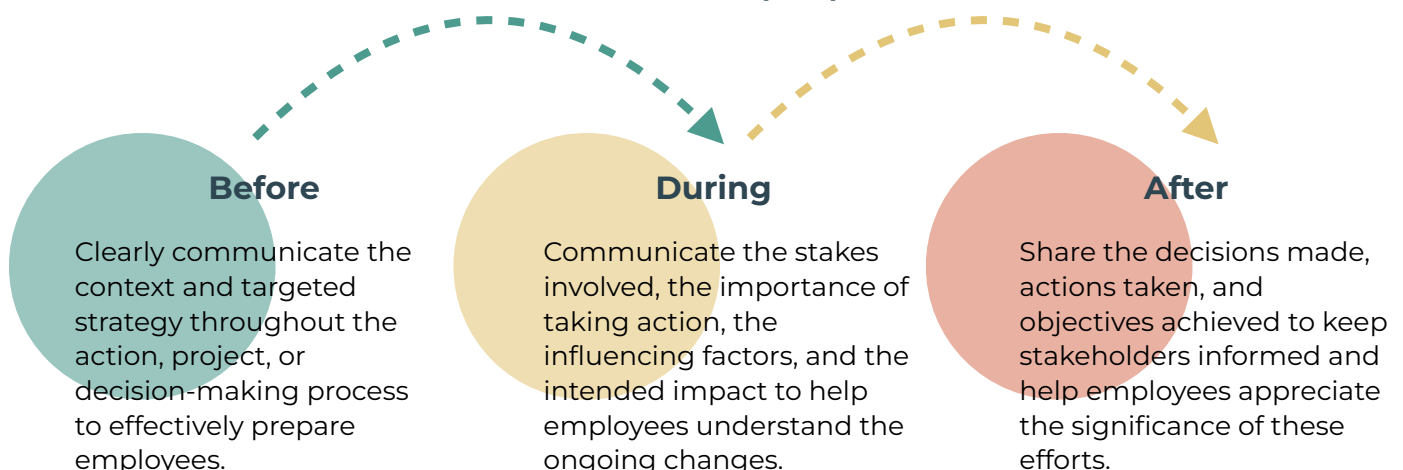 Before
Clearly communicate the
context and targeted
strategy throughout the
action, project, or
decision-making process
to effectively prepare
employees.
During
Communicate the stakes
involved, the importance of
taking action, the
influencing factors, and the
intended impact to help
employees understand the
ongoing changes.
After
Share the decisions made,
actions taken, and
objectives achieved to keep
stakeholders informed and
help employees appreciate
the significance of these
efforts.